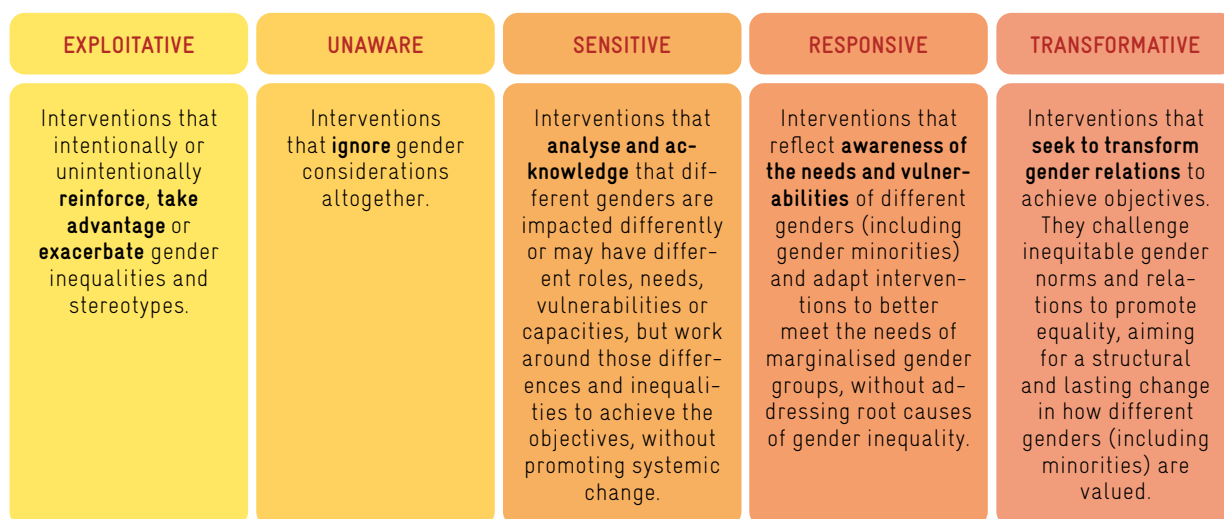 EXPLOITATIVE
Interventions that
intentionally or
unintentionally
reinforce, take
advantage or
exacerbate gender
inequalities and
stereotypes.
UNAWARE
Interventions
that ignore gender
considerations
altogether.
SENSITIVE
Interventions that
analyse and ac-
knowledge that dif-
ferent genders are
impacted differently
or may have differ-
ent roles, needs,
vulnerabilities or
capacities, but work
around those differ-
ences and inequali-
ties to achieve the
objectives, without
promoting systemic
change.
RESPONSIVE
Interventions that
reflect awareness of
the needs and vulner-
abilities of different
genders (including
gender minorities)
and adapt interven-
tions to better
meet the needs of
marginalised gender
groups, without ad-
dressing root causes
of gender inequality.
TRANSFORMATIVE
Interventions that
seek to transform
gender relations to
achieve objectives.
They challenge
inequitable gender
norms and rela-
tions to promote
equality, aiming
for a structural
and lasting change
in how different
genders (including
minorities) are
valued.